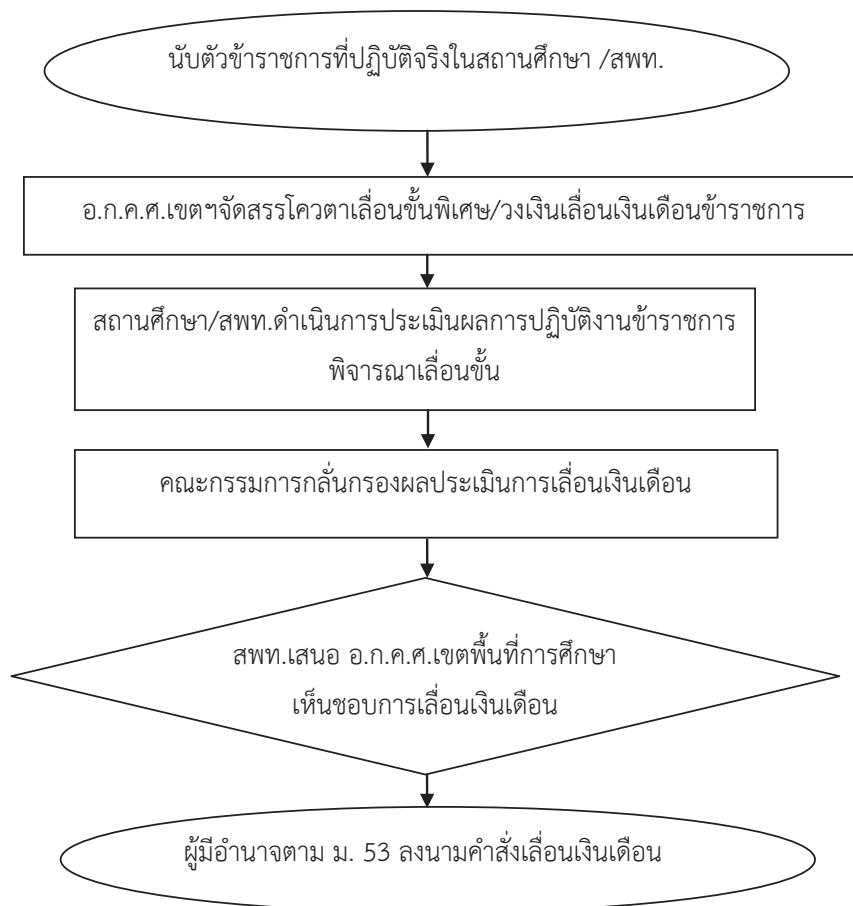 นับตัวข้าราชการที่ปฏิบัติจริงในสถานศึกษา /สพท.
อ.ก.ค.ศ.เขตฯจัดสรรโควตาเลื่อนขั้นพิเศษ/วงเงินเลื่อนเงินเดือนข้าราชการ
สถานศึกษา/สพท.ดำเนินการประเมินผลการปฏิบัติงานข้าราชการ
พิจารณาเลื่อนขั้น
คณะกรรมการกลั่นกรองผลประเมินการเลื่อนเงินเดือน
สพท.เสนอ อ.ก.ค.ศ.เขตพื้นที่การศึกษา
เห็นชอบการเลื่อนเงินเดือน
ผู้มีอำนาจตาม ม. 53 ลงนามคำสั่งเลื่อนเงินเดือน